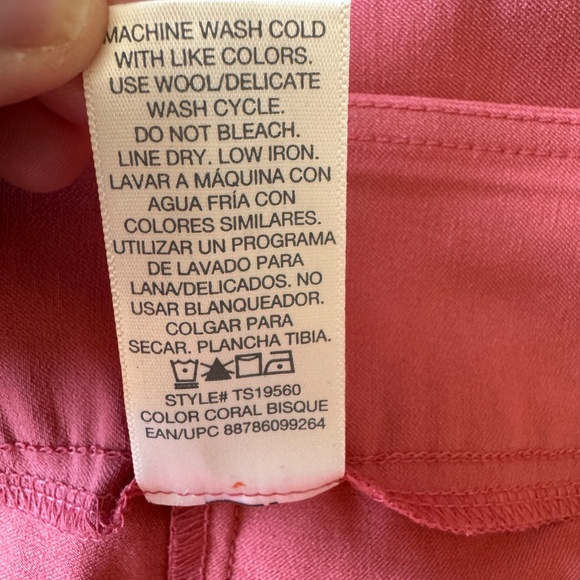 MACHINE WASH COLD
WITH LIKE COLORS.
USE WOOL/DELICATE
WASH CYCLE.
DO NOT BLEACH.
LINE DRY. LOW IRON.
LAVAR A MÁQUINA CON
AGUA FRÍA CON
COLORES SIMILARES.
UTILIZAR UN PROGRAMA
DE LAVADO PARA
LANA/DELICADOS. NO
USAR BLANQUEADOR.
COLGAR PARA
SECAR. PLANCHA TIBIA.
STYLE# TS19560
COLOR CORAL BISQUE
EAN/UPC 88786099264